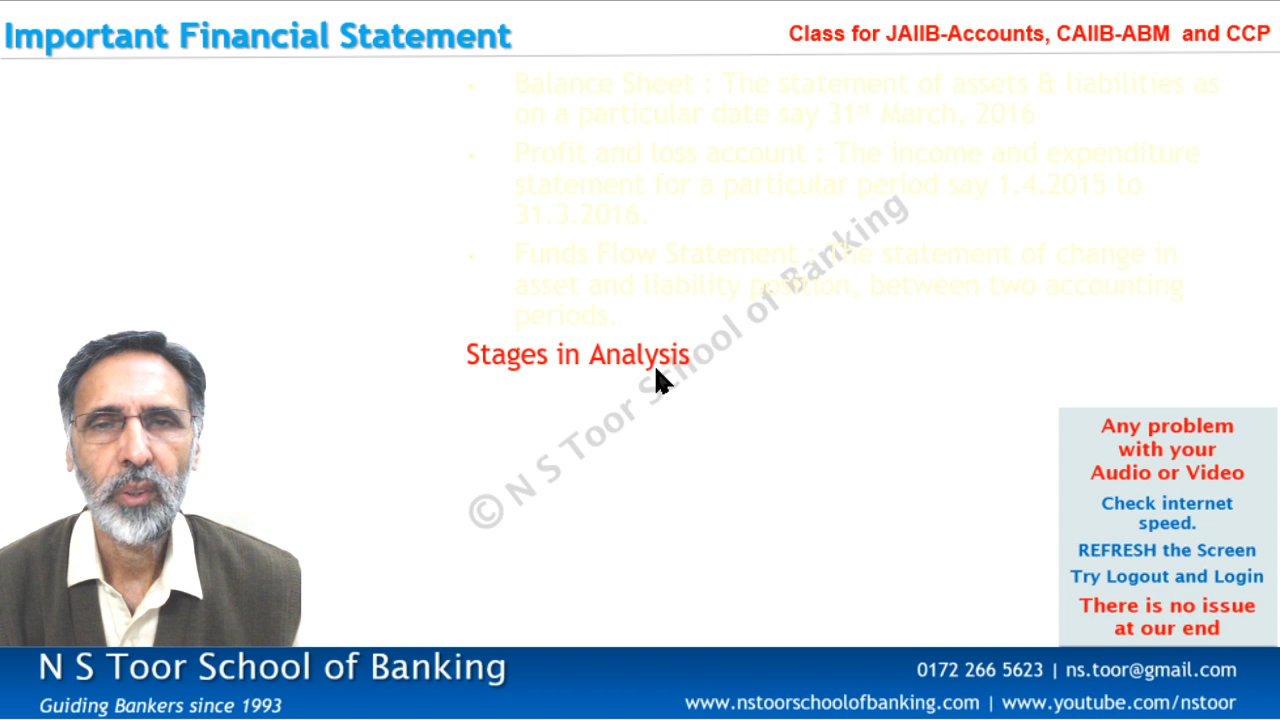 Important Financial Statement
Class for JAIIB-Accounts, CAIIB-ABM and CCP
• Balance Sheet : The statement of assets & liabilities as
on a particular date say 31st March, 2016
• Profit and loss account : The income and expenditure
statement for a particular period say 1.4.2015 to
31.3.2016.
• Funds Flow Statement : The statement of change in
asset and liability position, between two accounting
periods.
Stages in Analysis
© N S Toor School of Banking
Any problem
with your
Audio or Video
Check internet
speed.
REFRESH the Screen
Try Logout and Login
There is no issue
at our end
N S Toor School of Banking
Guiding Bankers since 1993
0172 266 5623 | ns.toor@gmail.com
www.nstoorschoolofbanking.com | www.youtube.com/nstoor